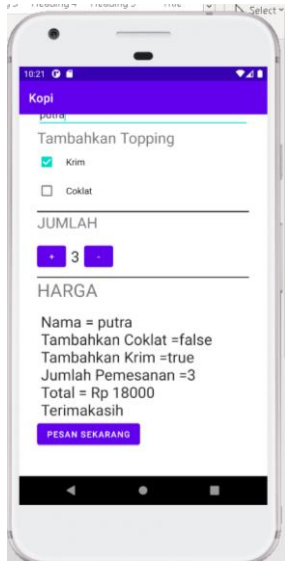 Select
10:21
Kopi
putra
Tambahkan Topping
Krim
Coklat
JUMLAH
+ 3 -
HARGA
Nama = putra
Tambahkan Coklat =false
Tambahkan Krim =true
Jumlah Pemesanan =3
Total = Rp 18000
Terimakasih
PESAN SEKARANG